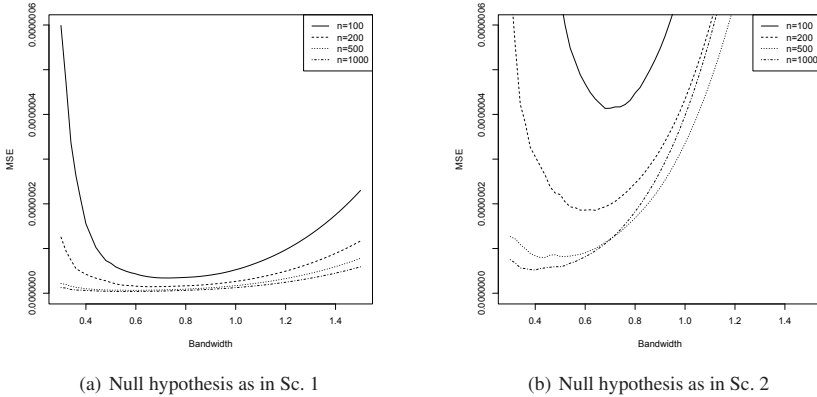 0.0000006
0.0000004
0.0000002
0.0000000
MSE
n=100
n=200
n=500
n=1000
0.4 0.6 0.8 1.0 1.2 1.4
Bandwidth
(a) Null hypothesis as in Sc. 1
0.0000006
0.0000004
0.0000002
0.0000000
MSE
n=100
n=200
n=500
n=1000
0.4 0.6 0.8 1.0 1.2 1.4
Bandwidth
(b) Null hypothesis as in Sc. 2